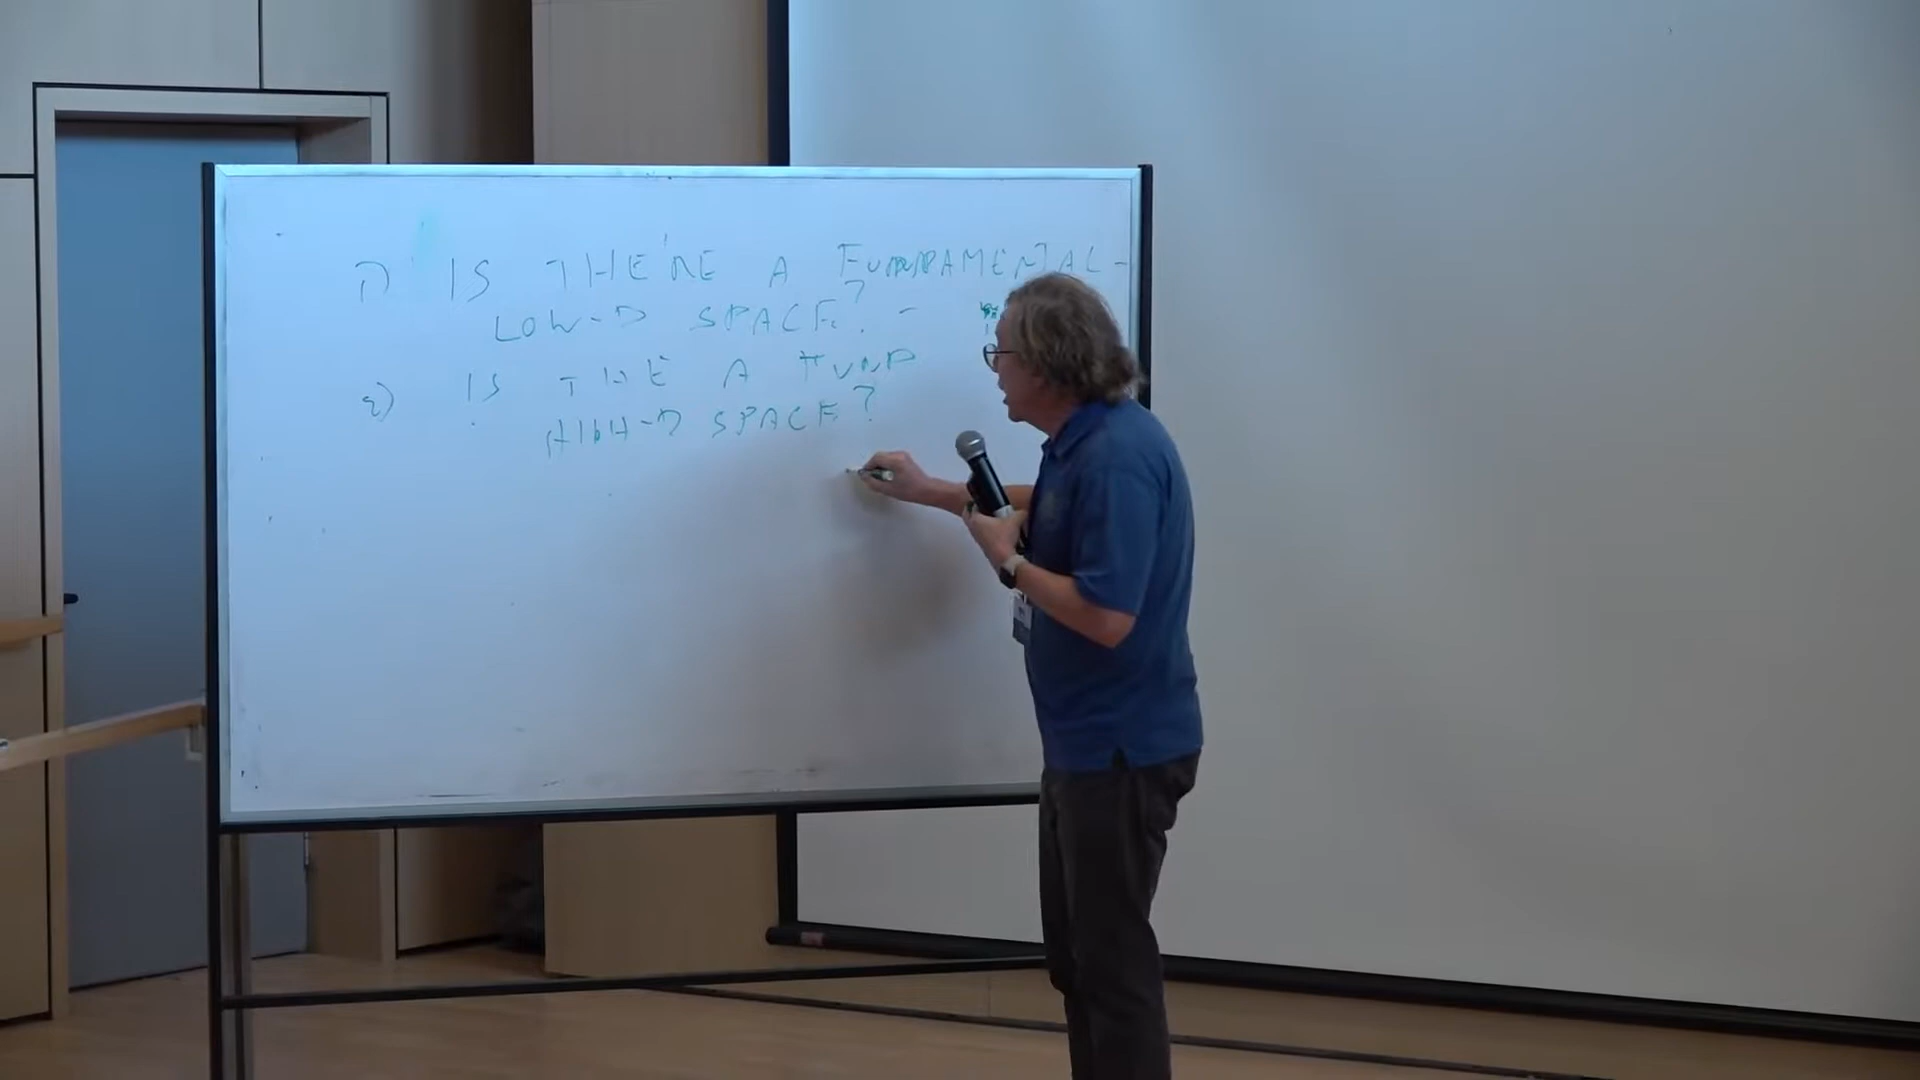 1) IS THERE A FUNDAMENTAL-
LOW-D SPACE? -
2) IS THE A FUND
HIGH-D SPACE?